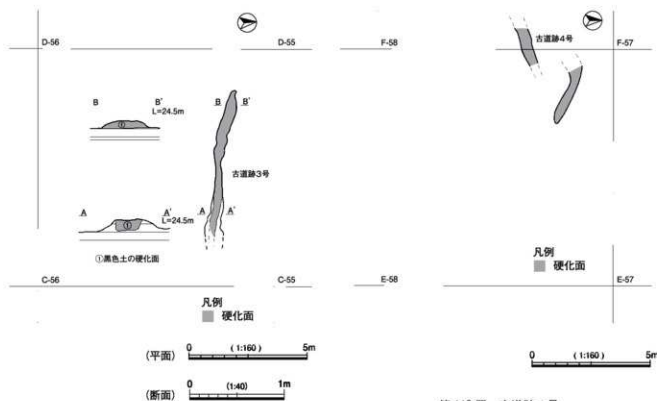 D-56
D-55
B
B'
L=24.5m
①
B
B'
古道跡3号
A
A'
L=24.5m
①
A
A'
①黒色土の硬化面
C-56
C-55
凡例
硬化面
(平面)
0
(1:160)
5m
(断面)
0
(1:40)
1m
F-58
古道跡4号
F-57
凡例
硬化面
E-58
E-57
0
(1:160)
5m